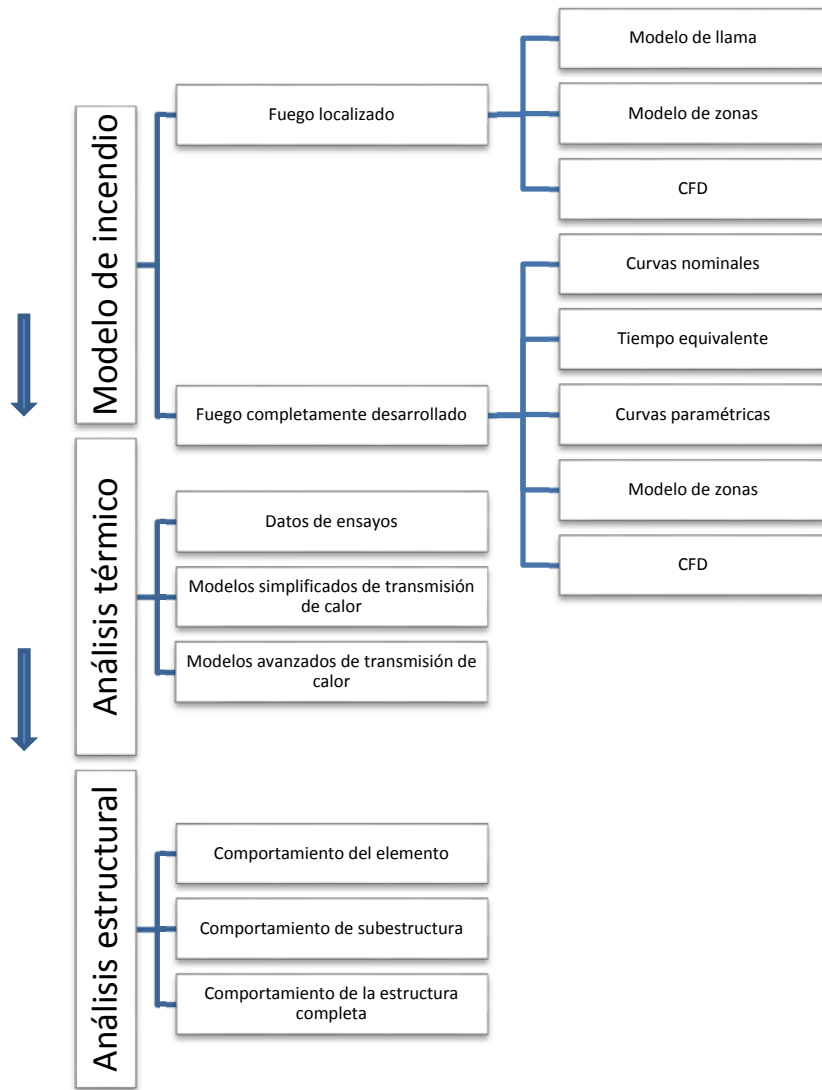 Modelo de incendio
Fuego localizado
Modelo de llama
Modelo de zonas
CFD
Fuego completamente desarrollado
Curvas nominales
Tiempo equivalente
Curvas paramétricas
Modelo de zonas
CFD
Análisis térmico
Datos de ensayos
Modelos simplificados de transmisión
de calor
Modelos avanzados de transmisión de
calor
Análisis estructural
Comportamiento del elemento
Comportamiento de subestructura
Comportamiento de la estructura
completa